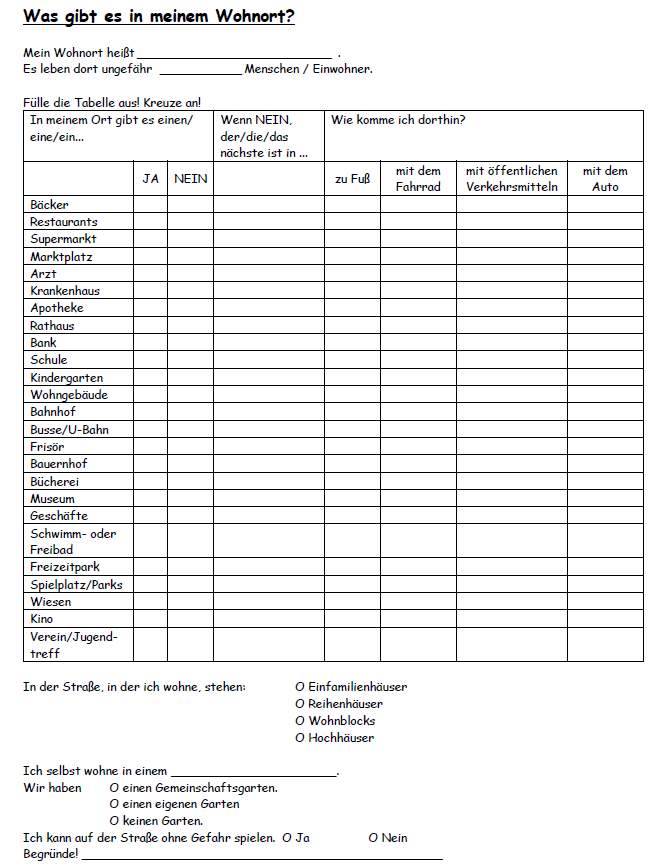 Was gibt es in meinem Wohnort?
Mein Wohnort heißt ______________________________ .
Es leben dort ungefähr _____________ Menschen / Einwohner.
Fülle die Tabelle aus! Kreuze an!
In meinem Ort gibt es einen/ Wenn NEIN, Wie komme ich dorthin?
eine/ein... der/die/das
nächste ist in ...
JA NEIN zu Fuß mit dem mit öffentlichen mit dem
Fahrrad Verkehrsmitteln Auto
Bäcker
Restaurants
Supermarkt
Marktplatz
Arzt
Krankenhaus
Apotheke
Rathaus
Bank
Schule
Kindergarten
Wohngebäude
Bahnhof
Busse/U-Bahn
Frisör
Bauernhof
Bücherei
Museum
Geschäfte
Schwimm- oder
Freibad
Freizeitpark
Spielplatz/Parks
Wiesen
Kino
Verein/Jugend-
treff
In der Straße, in der ich wohne, stehen: O Einfamilienhäuser
O Reihenhäuser
O Wohnblocks
O Hochhäuser
Ich selbst wohne in einem __________________________.
Wir haben O einen Gemeinschaftsgarten.
O einen eigenen Garten
O keinen Garten.
Ich kann auf der Straße ohne Gefahr spielen. O Ja O Nein
Begründe! ________________________________________________________